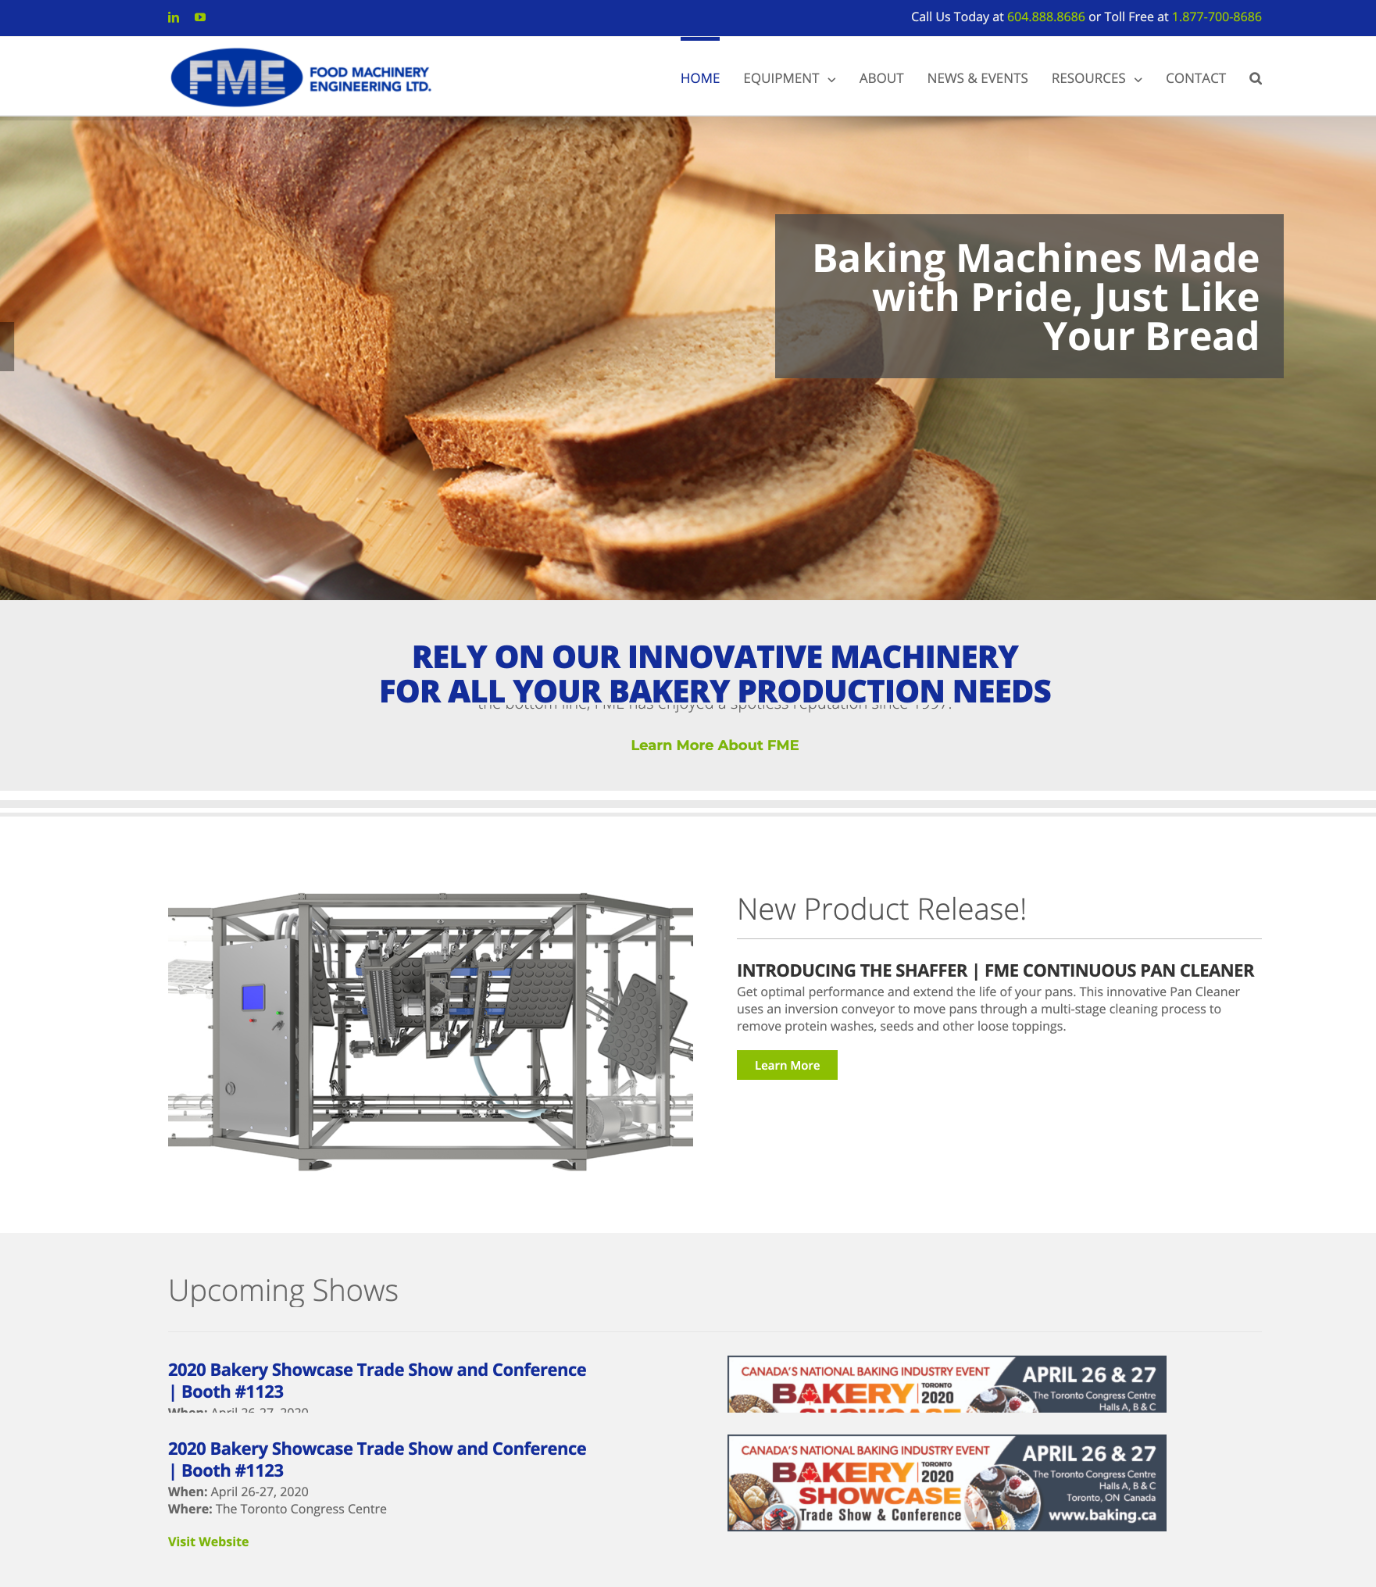 Call Us Today at 604.888.8686 or Toll Free at 1.877-700-8686
FME FOOD MACHINERY
ENGINEERING LTD.
HOME EQUIPMENT ABOUT NEWS & EVENTS RESOURCES CONTACT
Baking Machines Made
with Pride, Just Like
Your Bread
RELY ON OUR INNOVATIVE MACHINERY
FOR ALL YOUR BAKERY PRODUCTION NEEDS
the bottom line, FME has enjoyed a spotless reputation since 1997.
Learn More About FME
New Product Release!
INTRODUCING THE SHAFFER | FME CONTINUOUS PAN CLEANER
Get optimal performance and extend the life of your pans. This innovative Pan Cleaner
uses an inversion conveyor to move pans through a multi-stage cleaning process to
remove protein washes, seeds and other loose toppings.
Learn More
Upcoming Shows
2020 Bakery Showcase Trade Show and Conference
| Booth #1123
When: April 26-27, 2020
CANADA'S NATIONAL BAKING INDUSTRY EVENT
BAKERY TORONTO 2020
SHOWCASE
APRIL 26 & 27
The Toronto Congress Centre
Halls A, B & C
2020 Bakery Showcase Trade Show and Conference
| Booth #1123
When: April 26-27, 2020
Where: The Toronto Congress Centre
Visit Website
CANADA'S NATIONAL BAKING INDUSTRY EVENT
BAKERY TORONTO 2020
SHOWCASE
Trade Show & Conference
APRIL 26 & 27
The Toronto Congress Centre
Halls A, B & C
Toronto, ON Canada
www.baking.ca